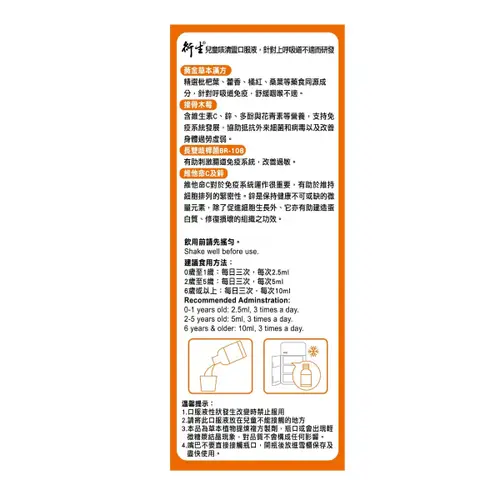 衍生® 兒童咳清靈口服液，針對上呼吸道不適而研發
黃金草本漢方
精選枇杷葉、藿香、橘紅、桑葉等藥食同源成
分，針對呼吸道免疫，舒緩咽喉不適。
接骨木莓
含維生素C、鋅、多酚與花青素等營養，支持免
疫系統發展，協助抵抗外來細菌和病毒以及改善
身體過勞虛弱。
長雙歧桿菌BR-108
有助刺激腸道免疫系統，改善過敏。
維他命C及鋅
維他命C對於免疫系統運作很重要，有助於維持
細胞排列的緊密性。鋅是保持健康不可或缺的微
量元素，除了促進細胞生長外，它亦有助建造蛋
白質、修復損壞的組織之功效。
飲用前請先搖勻。
Shake well before use.
建議食用方法：
0歲至1歲：每日三次，每次2.5ml
2歲至5歲：每日三次，每次5ml
6歲或以上：每日三次，每次10ml
Recommended Adminstration:
0-1 years old: 2.5ml, 3 times a day.
2-5 years old: 5ml, 3 times a day.
6 years & older: 10ml, 3 times a day.
溫馨提示：
1.口服液性狀發生改變時禁止服用
2.請將此口服液放在兒童不能接觸的地方
3.本品為草本植物提煉複方製劑，瓶口或會出現輕
微糖漿結晶現象，對品質不會構成任何影響。
4.嘴巴不要直接接觸瓶口，開瓶後放進雪櫃保存及
盡快使用。